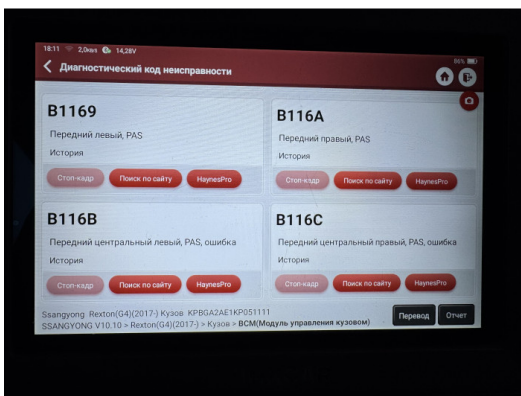 18:11 2,0км/s 14,28V 86%
Диагностический код неисправности
B1169
Передний левый, PAS
История
Стоп-кадр Поиск по сайту HaynesPro
B116A
Передний правый, PAS
История
Стоп-кадр Поиск по сайту HaynesPro
B116B
Передний центральный левый, PAS, ошибка
История
Стоп-кадр Поиск по сайту HaynesPro
B116C
Передний центральный правый, PAS, ошибка
История
Стоп-кадр Поиск по сайту HaynesPro
Ssangyong Rexton(G4)(2017-) Кузов KPBGA2AE1KP051111
SSANGYONG V10.10 > Rexton(G4)(2017-) > Кузов > BCM(Модуль управления кузовом)
Перевод Отчет